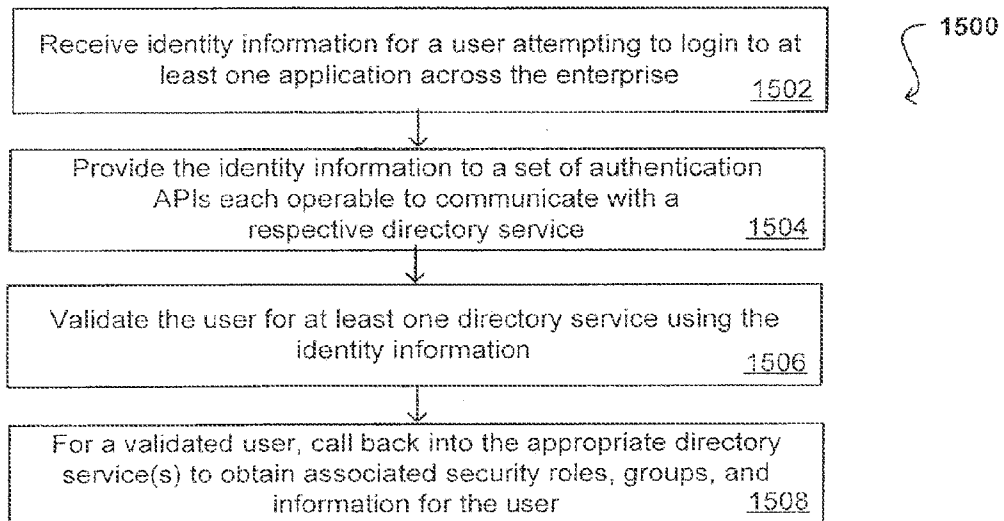 1500
Receive identity information for a user attempting to login to at
least one application across the enterprise
1502
Provide the identity information to a set of authentication
APIs each operable to communicate with a
respective directory service
1504
Validate the user for at least one directory service using the
identity information
1506
For a validated user, call back into the appropriate directory
service(s) to obtain associated security roles, groups, and
information for the user
1508